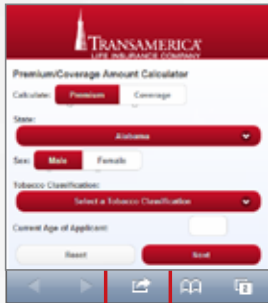 TRANSAMERICA
LIFE INSURANCE COMPANY
Premium/Coverage Amount Calculator
Calculate: Premium Coverage
State:
Alabama
Sex: Male Female
Tobacco Classification:
Select a Tobacco Classification
Current Age of Applicant:
Reset Next
2